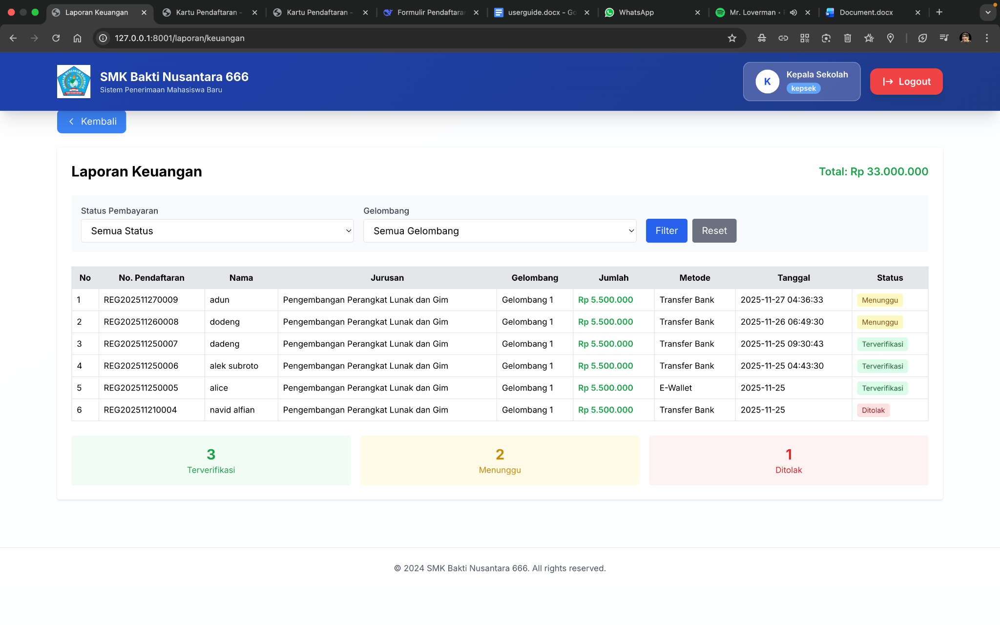 Laporan Keuangan
Kartu Pendaftaran -
Kartu Pendaftaran -
Formulir Pendaftaran
userguide.docx - Go
WhatsApp
Mr. Loverman •
Document.docx
127.0.0.1:8001/laporan/keuangan
SMK Bakti Nusantara 666
Sistem Penerimaan Mahasiswa Baru
K
Kepala Sekolah
kepsek
Logout
Kembali
Laporan Keuangan
Total: Rp 33.000.000
Status Pembayaran
Gelombang
Semua Status
Semua Gelombang
Filter
Reset
No No. Pendaftaran Nama Jurusan Gelombang Jumlah Metode Tanggal Status
1 REG202511270009 adun Pengembangan Perangkat Lunak dan Gim Gelombang 1 Rp 5.500.000 Transfer Bank 2025-11-27 04:36:33 Menunggu
2 REG202511260008 dodeng Pengembangan Perangkat Lunak dan Gim Gelombang 1 Rp 5.500.000 Transfer Bank 2025-11-26 06:49:30 Menunggu
3 REG202511250007 dadeng Pengembangan Perangkat Lunak dan Gim Gelombang 1 Rp 5.500.000 Transfer Bank 2025-11-25 09:30:43 Terverifikasi
4 REG202511250006 alek subroto Pengembangan Perangkat Lunak dan Gim Gelombang 1 Rp 5.500.000 Transfer Bank 2025-11-25 04:43:30 Terverifikasi
5 REG202511250005 alice Pengembangan Perangkat Lunak dan Gim Gelombang 1 Rp 5.500.000 E-Wallet 2025-11-25 Terverifikasi
6 REG202511210004 navid alfian Pengembangan Perangkat Lunak dan Gim Gelombang 1 Rp 5.500.000 Transfer Bank 2025-11-25 Ditolak
3
Terverifikasi
2
Menunggu
1
Ditolak
© 2024 SMK Bakti Nusantara 666. All rights reserved.